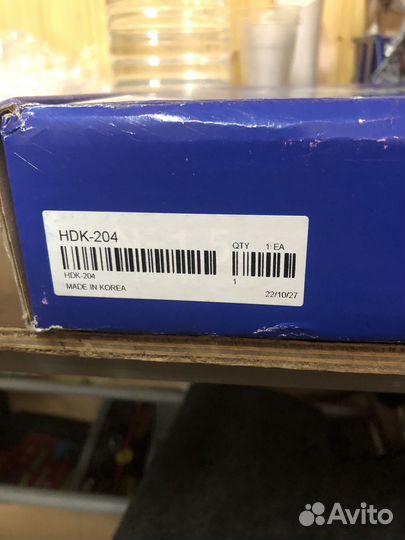 HDK-204
QTY 1 EA
HDK-204
1
MADE IN KOREA
22/10/27
Avito